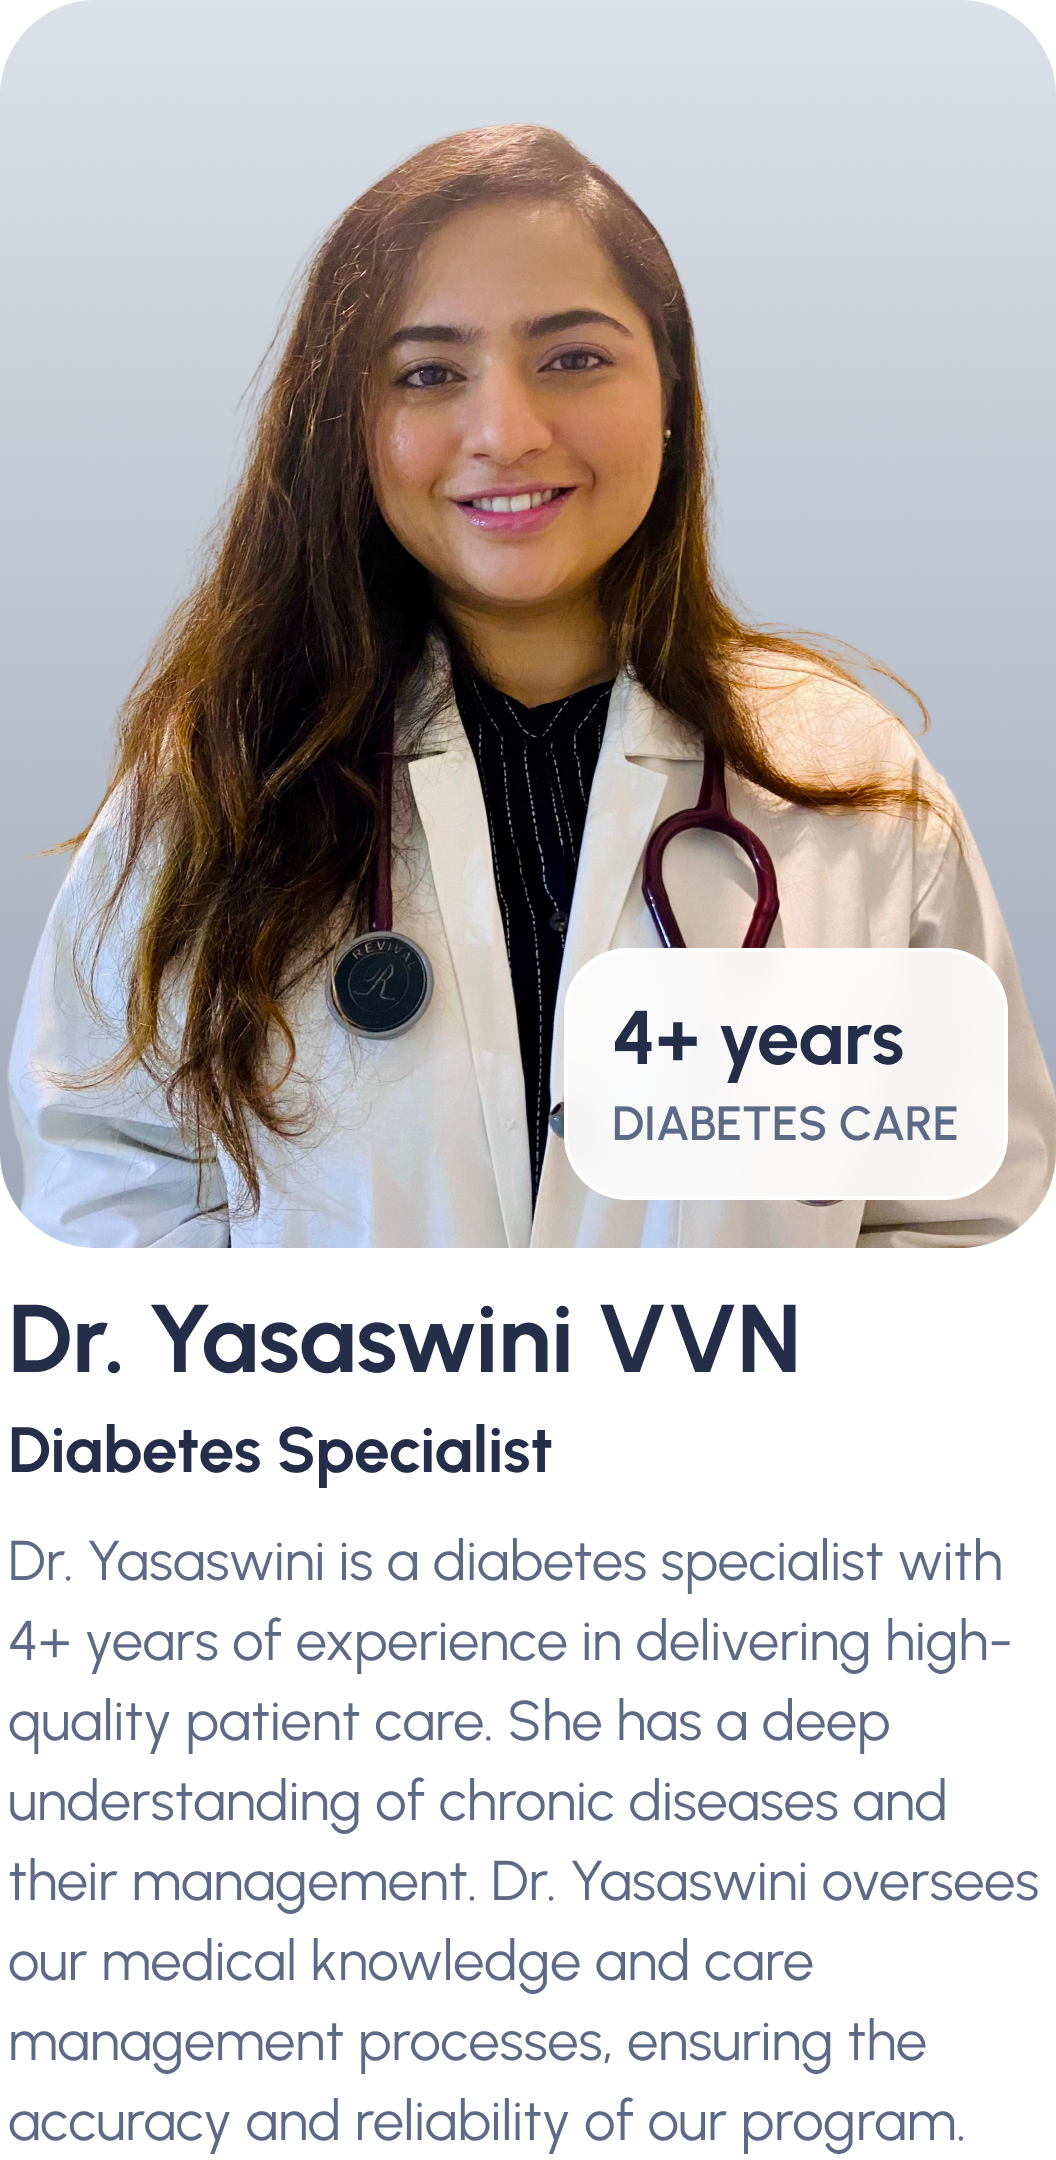 REVIVAL
R
4+ years
DIABETES CARE
Dr. Yasaswini VVN
Diabetes Specialist
Dr. Yasaswini is a diabetes specialist with
4+ years of experience in delivering high-
quality patient care. She has a deep
understanding of chronic diseases and
their management. Dr. Yasaswini oversees
our medical knowledge and care
management processes, ensuring the
accuracy and reliability of our program.